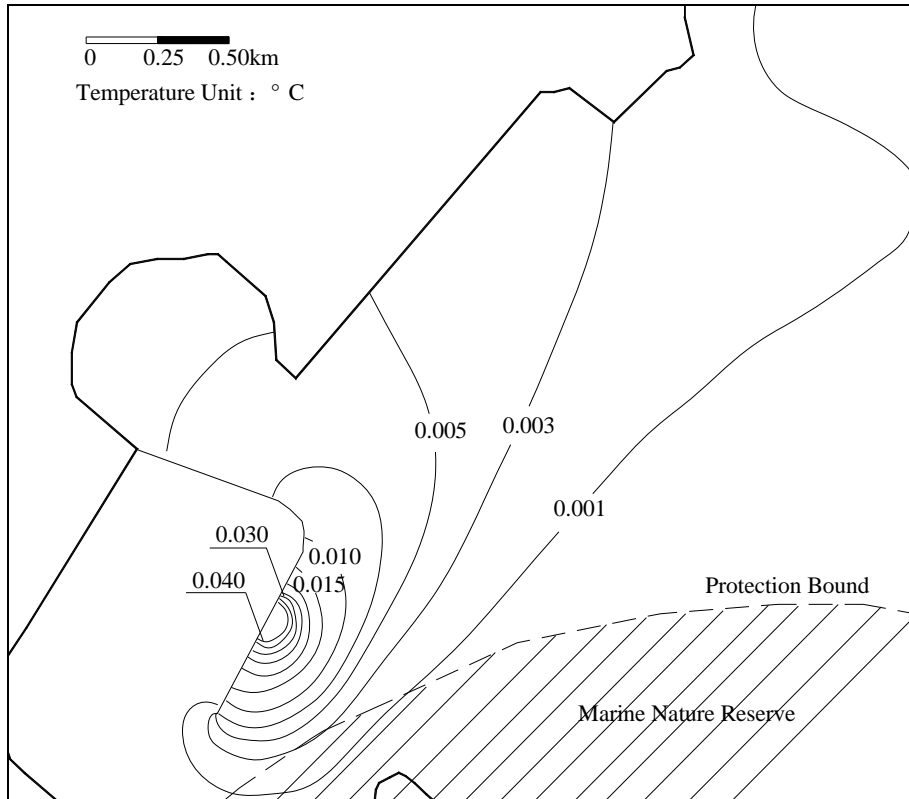 0 0.25 0.50km
Temperature Unit : ° C
0.005
0.003
0.001
0.030
0.010
0.040
0.015
Protection Bound
Marine Nature Reserve